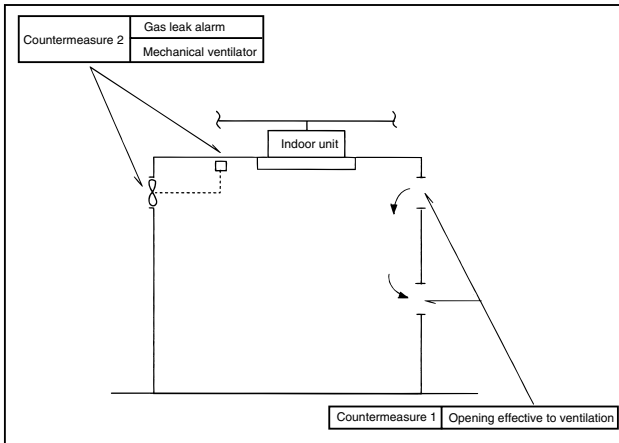 Countermeasure 2
Gas leak alarm
Mechanical ventilator
Indoor unit
Countermeasure 1
Opening effective to ventilation